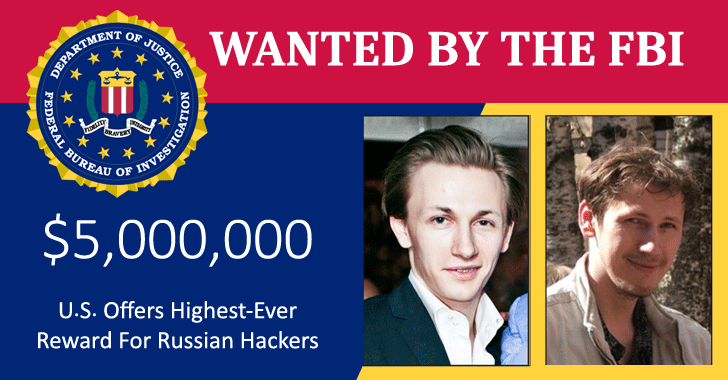 WANTED BY THE FBI
DEPARTMENT OF JUSTICE
FEDERAL BUREAU OF INVESTIGATION
FIDELITY BRAVERY INTEGRITY
$5,000,000
U.S. Offers Highest-Ever
Reward For Russian Hackers